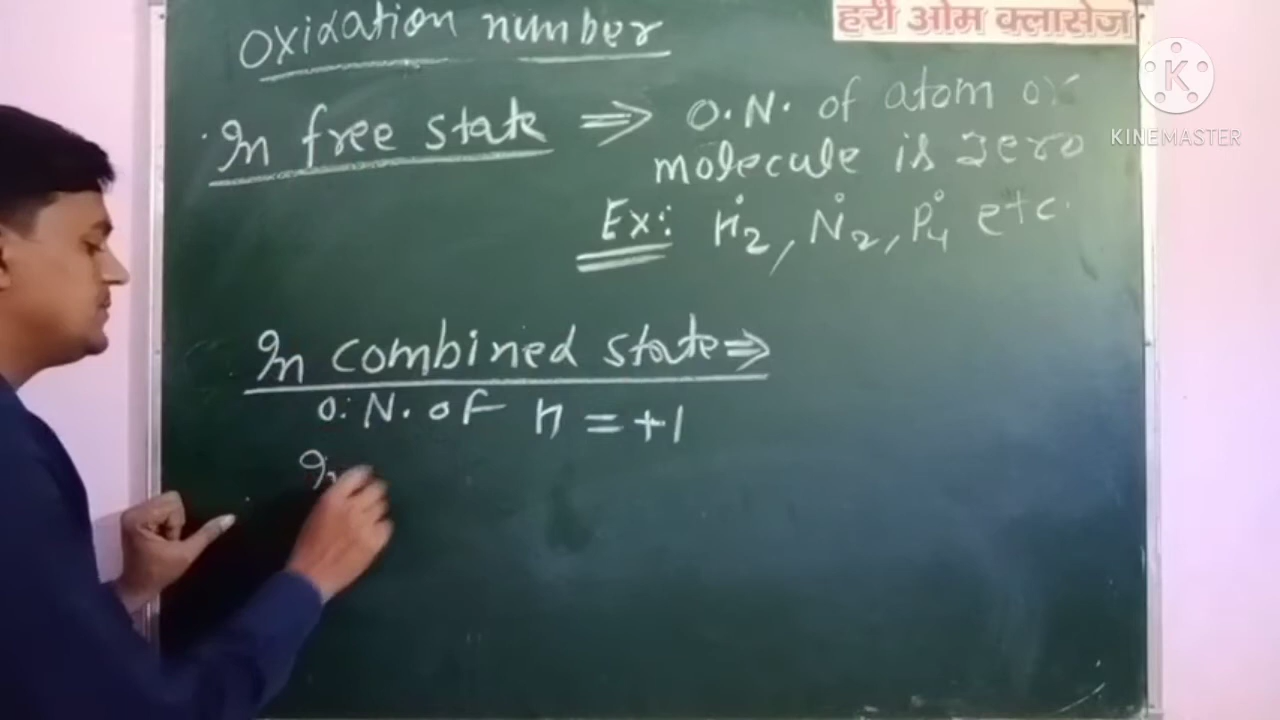 oxidation number
हरी ओम क्लासेज
In free state ⇒ O.N. of atom or
molecule is zero
Ex: H₂, N₂, P₄ etc.
In combined state ⇒
O.N. of H = +1
In
KINEMASTER